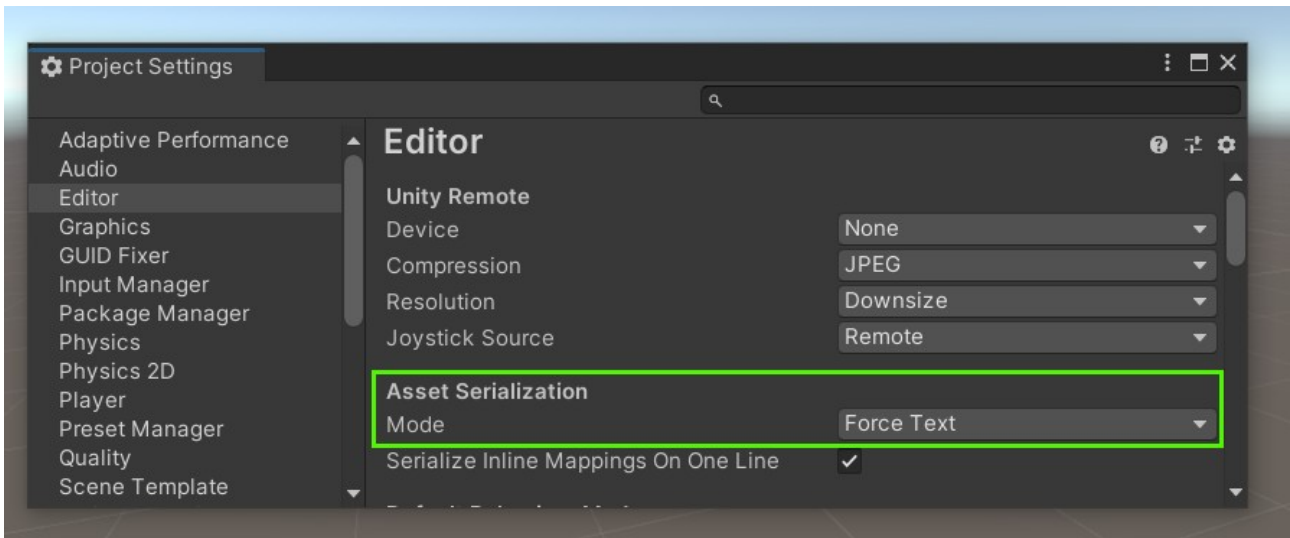 Project Settings
Adaptive Performance
Audio
Editor
Graphics
GUID Fixer
Input Manager
Package Manager
Physics
Physics 2D
Player
Preset Manager
Quality
Scene Template
Editor
Unity Remote
Device None
Compression JPEG
Resolution Downsize
Joystick Source Remote
Asset Serialization
Mode Force Text
Serialize Inline Mappings On One Line